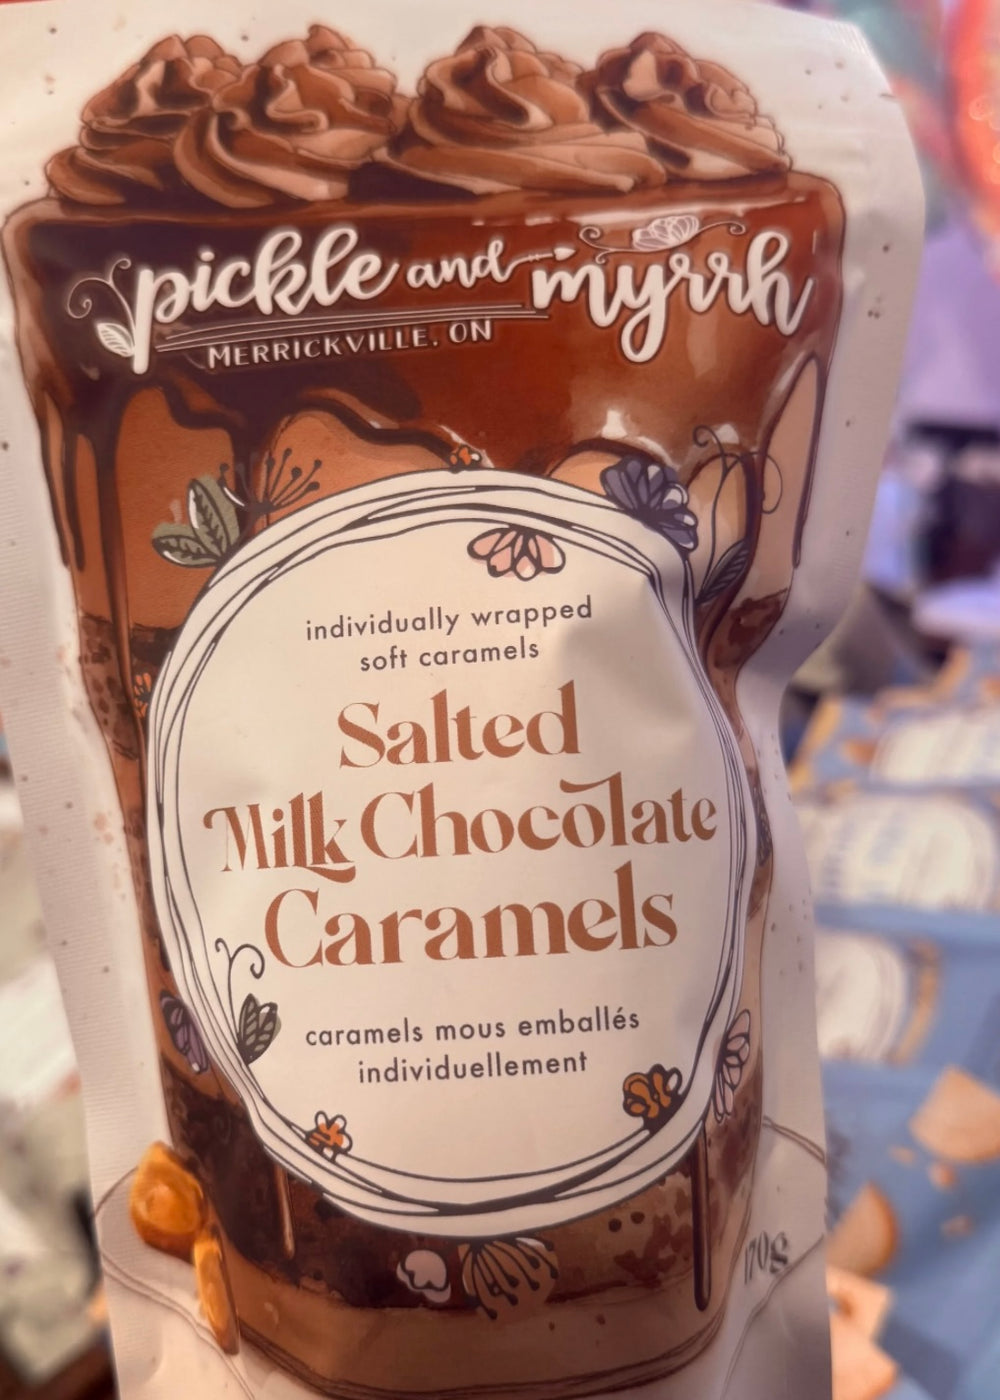 pickle and myrrh
MERRICKVILLE, ON
individually wrapped
soft caramels
Salted
Milk Chocolate
Caramels
caramels mous emballés
individuellement
170g